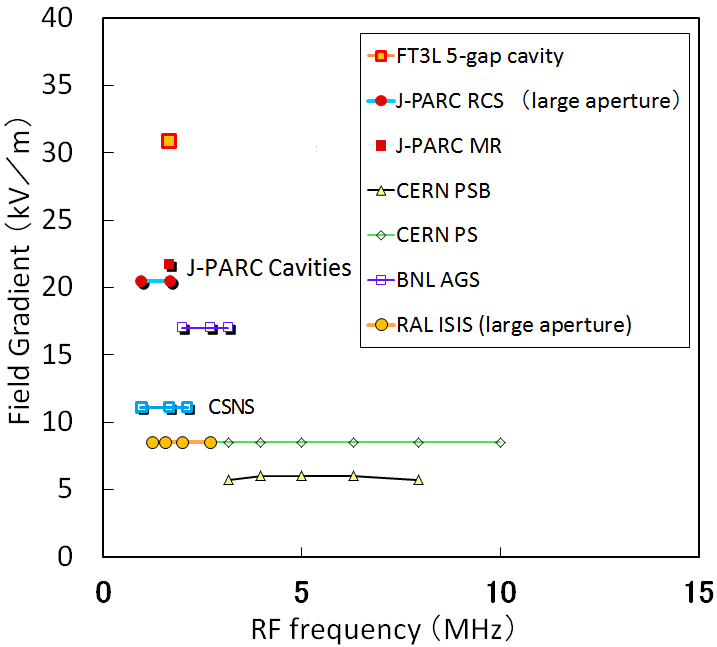 40
35
30
25
20
15
10
5
0
Field Gradient（kV／m）
FT3L 5-gap cavity
J-PARC RCS （large aperture）
J-PARC MR
CERN PSB
CERN PS
BNL AGS
RAL ISIS (large aperture)
J-PARC Cavities
CSNS
0 5 10 15
RF frequency（MHz）